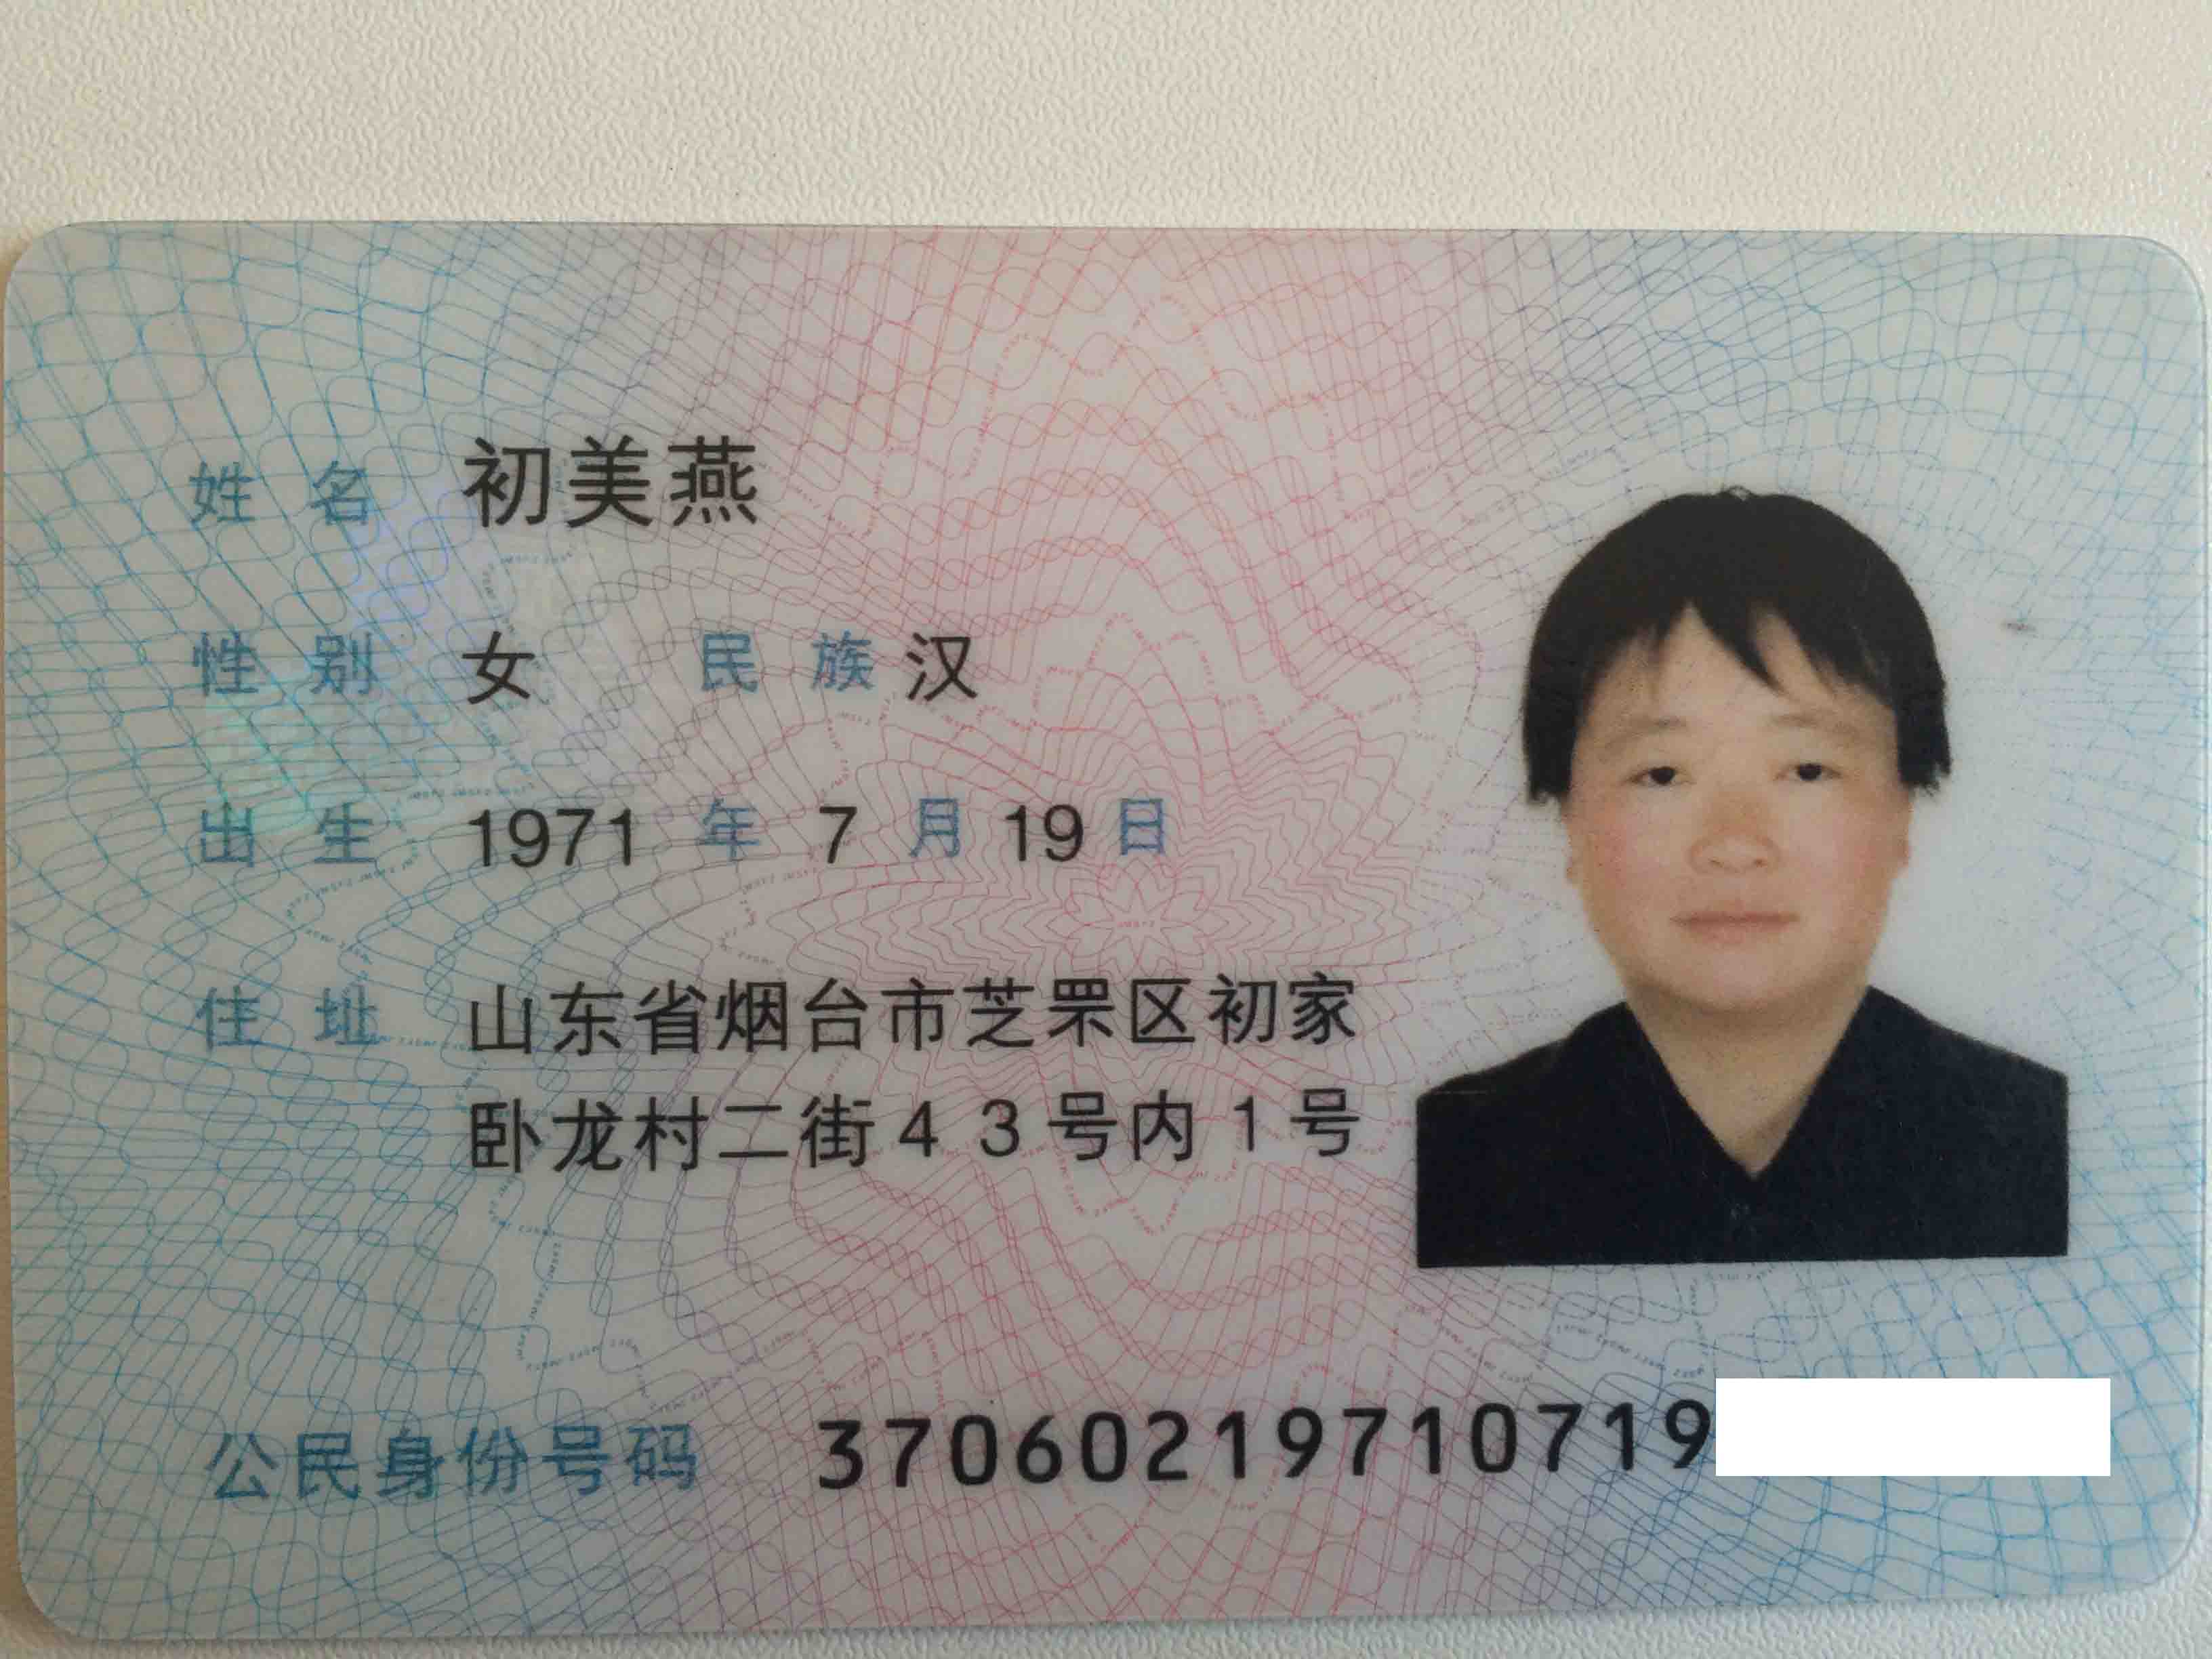 姓名 初美燕
性别 女 民族 汉
出生 1971 年 7 月 19 日
住址 山东省烟台市芝罘区初家
卧龙村二街43号内1号
公民身份号码 37060219710719